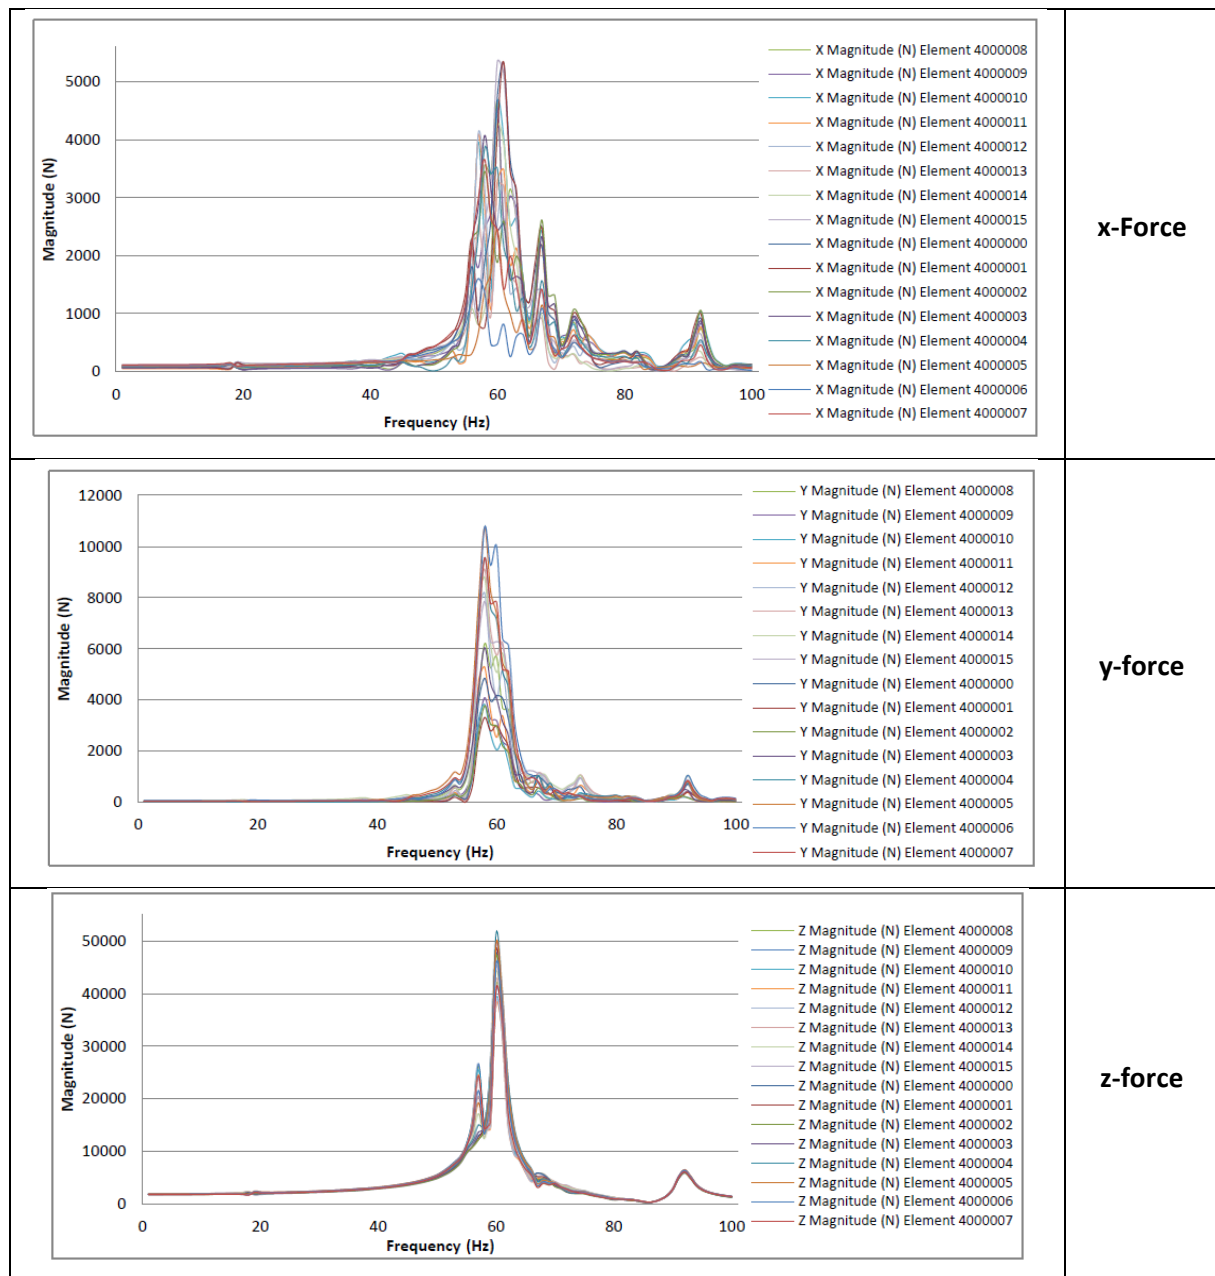 5000
4000
3000
2000
1000
0
Magnitude (N)
0 20 40 60 80 100
Frequency (Hz)
X Magnitude (N) Element 4000008
X Magnitude (N) Element 4000009
X Magnitude (N) Element 4000010
X Magnitude (N) Element 4000011
X Magnitude (N) Element 4000012
X Magnitude (N) Element 4000013
X Magnitude (N) Element 4000014
X Magnitude (N) Element 4000015
X Magnitude (N) Element 4000000
X Magnitude (N) Element 4000001
X Magnitude (N) Element 4000002
X Magnitude (N) Element 4000003
X Magnitude (N) Element 4000004
X Magnitude (N) Element 4000005
X Magnitude (N) Element 4000006
X Magnitude (N) Element 4000007
x-Force
12000
10000
8000
6000
4000
2000
0
Magnitude (N)
0 20 40 60 80 100
Frequency (Hz)
Y Magnitude (N) Element 4000008
Y Magnitude (N) Element 4000009
Y Magnitude (N) Element 4000010
Y Magnitude (N) Element 4000011
Y Magnitude (N) Element 4000012
Y Magnitude (N) Element 4000013
Y Magnitude (N) Element 4000014
Y Magnitude (N) Element 4000015
Y Magnitude (N) Element 4000000
Y Magnitude (N) Element 4000001
Y Magnitude (N) Element 4000002
Y Magnitude (N) Element 4000003
Y Magnitude (N) Element 4000004
Y Magnitude (N) Element 4000005
Y Magnitude (N) Element 4000006
Y Magnitude (N) Element 4000007
y-force
50000
40000
30000
20000
10000
0
Magnitude (N)
0 20 40 60 80 100
Frequency (Hz)
Z Magnitude (N) Element 4000008
Z Magnitude (N) Element 4000009
Z Magnitude (N) Element 4000010
Z Magnitude (N) Element 4000011
Z Magnitude (N) Element 4000012
Z Magnitude (N) Element 4000013
Z Magnitude (N) Element 4000014
Z Magnitude (N) Element 4000015
Z Magnitude (N) Element 4000000
Z Magnitude (N) Element 4000001
Z Magnitude (N) Element 4000002
Z Magnitude (N) Element 4000003
Z Magnitude (N) Element 4000004
Z Magnitude (N) Element 4000005
Z Magnitude (N) Element 4000006
Z Magnitude (N) Element 4000007
z-force